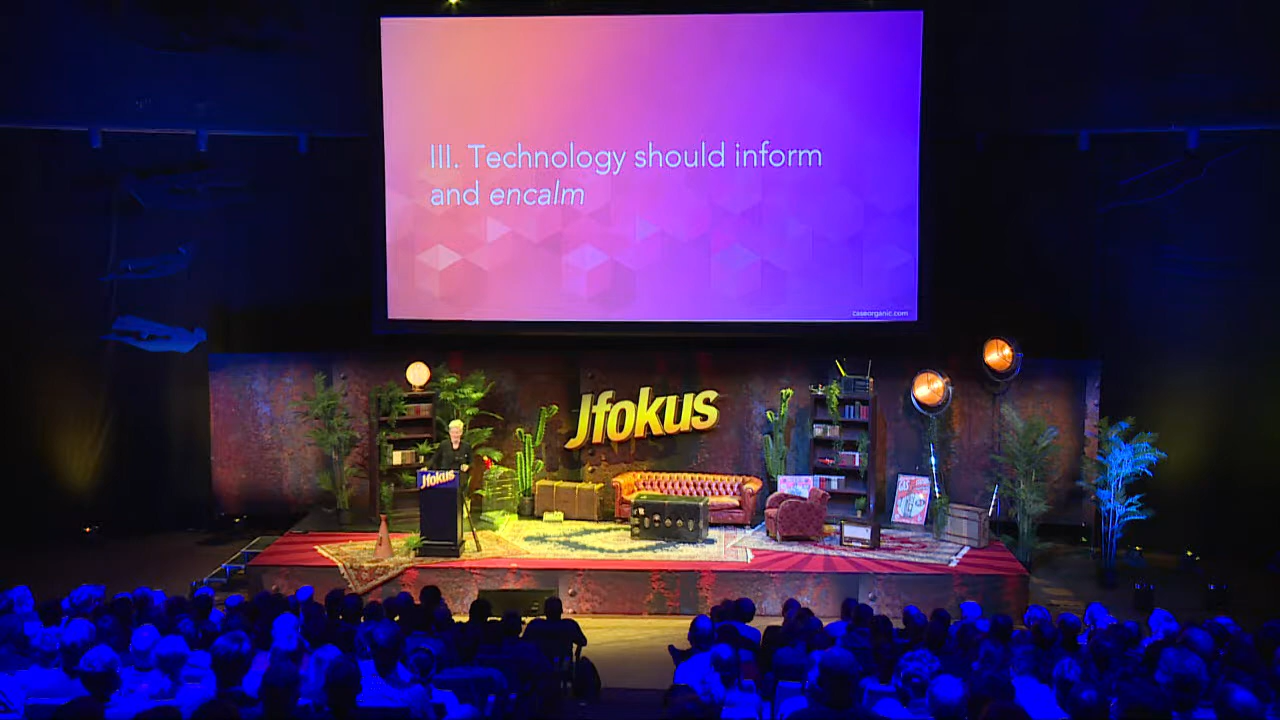 III. Technology should inform
and encalm
caseorganic.com
Jfokus
Jfokus